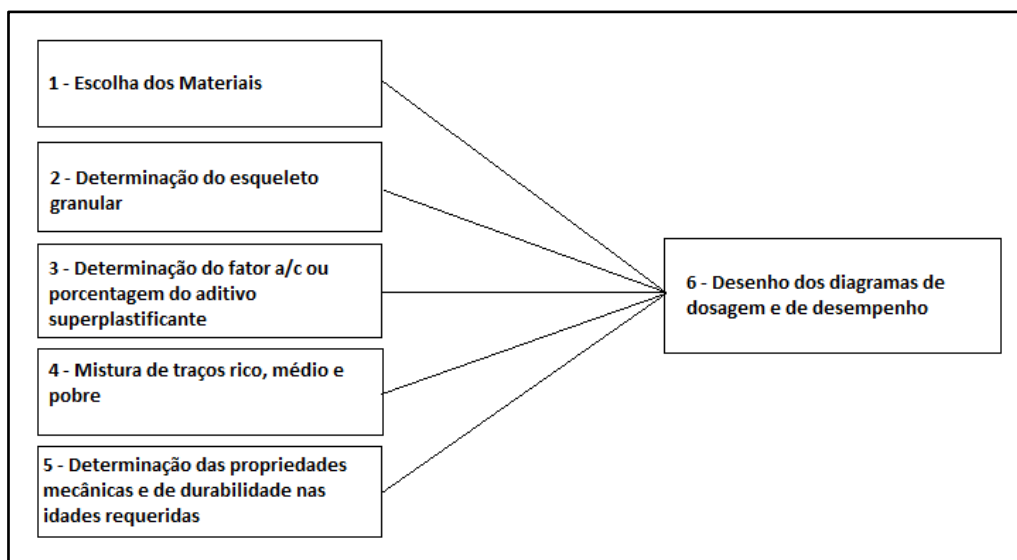 1 - Escolha dos Materiais
2 - Determinação do esqueleto
granular
3 - Determinação do fator a/c ou
porcentagem do aditivo
superplastificante
4 - Mistura de traços rico, médio e
pobre
5 - Determinação das propriedades
mecânicas e de durabilidade nas
idades requeridas
6 - Desenho dos diagramas de
dosagem e de desempenho